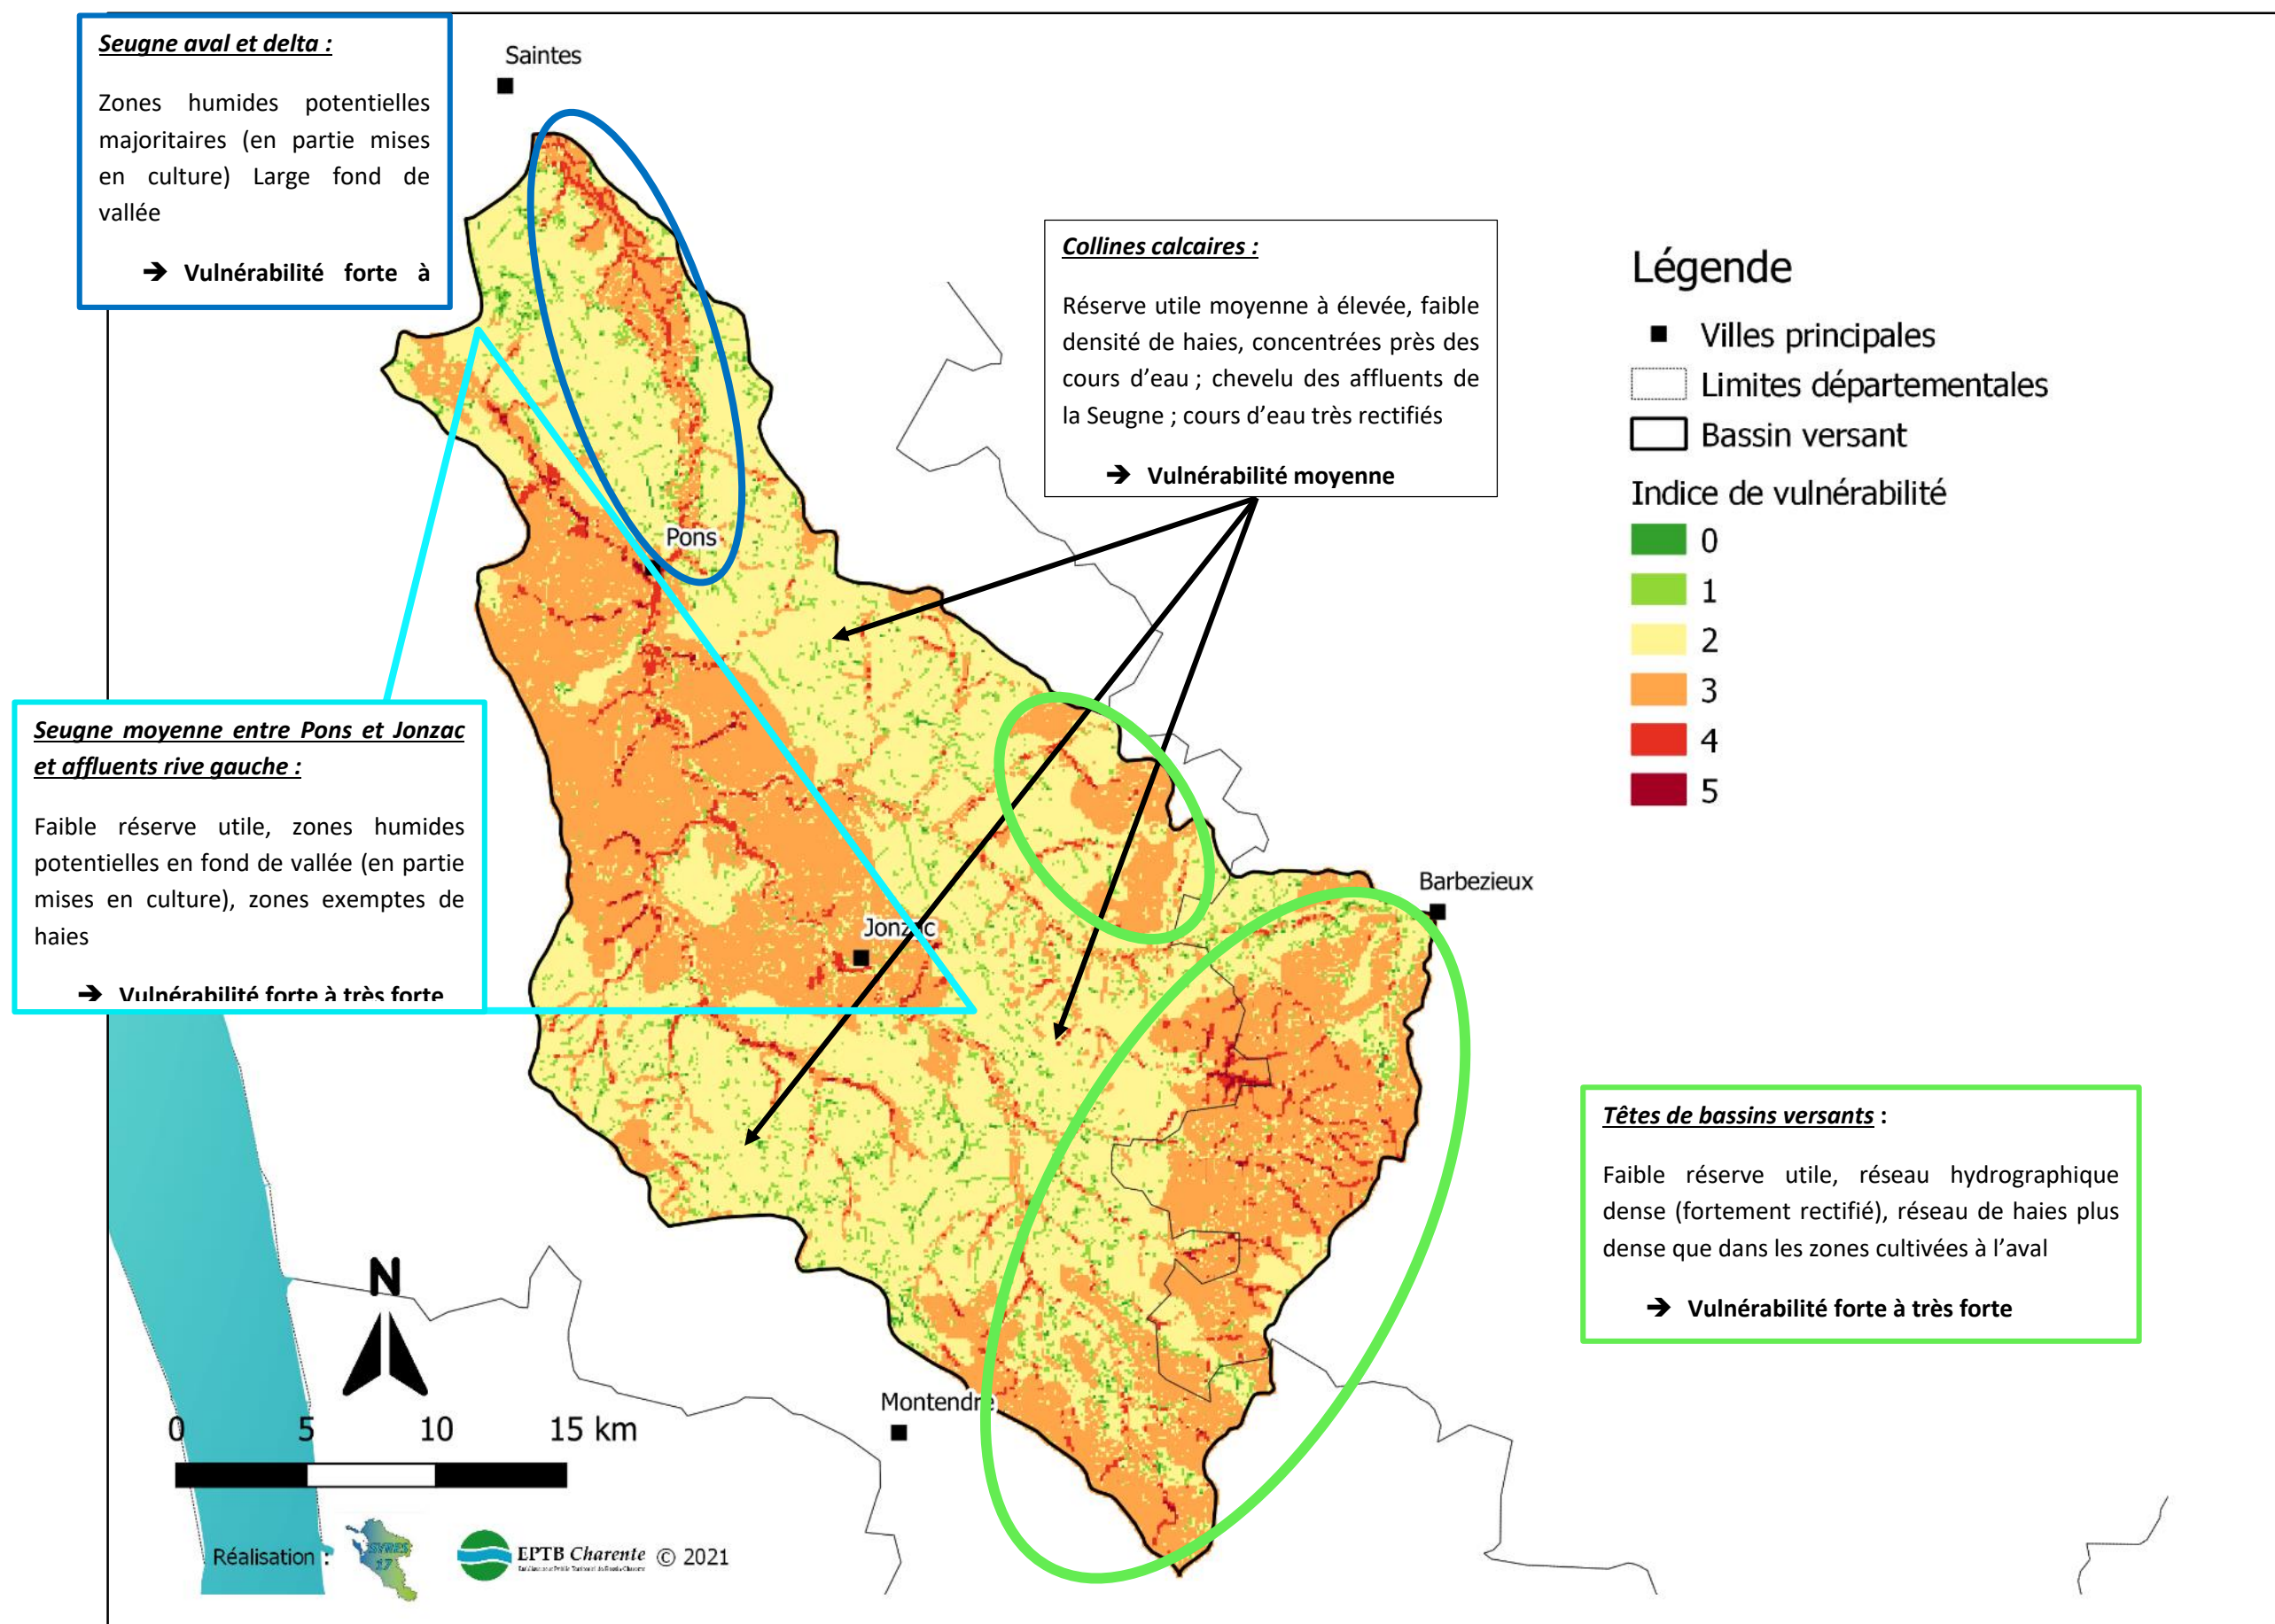 Seugne aval et delta :
Zones humides potentielles
majoritaires (en partie mises
en culture) Large fond de
vallée
➔ Vulnérabilité forte à
Saintes
Collines calcaires :
Réserve utile moyenne à élevée, faible
densité de haies, concentrées près des
cours d'eau ; chevelu des affluents de
la Seugne ; cours d'eau très rectifiés
➔ Vulnérabilité moyenne
Légende
Villes principales
Limites départementales
Bassin versant
Indice de vulnérabilité
0
1
2
3
4
5
Pons
Seugne moyenne entre Pons et Jonzac
et affluents rive gauche :
Faible réserve utile, zones humides
potentielles en fond de vallée (en partie
mises en culture), zones exemptes de
haies
➔ Vulnérabilité forte à très forte
Jonzac
Barbezieux
Têtes de bassins versants :
Faible réserve utile, réseau hydrographique
dense (fortement rectifié), réseau de haies plus
dense que dans les zones cultivées à l'aval
➔ Vulnérabilité forte à très forte
Montendre
N
0 5 10 15 km
Réalisation :
EPTB Charente © 2021